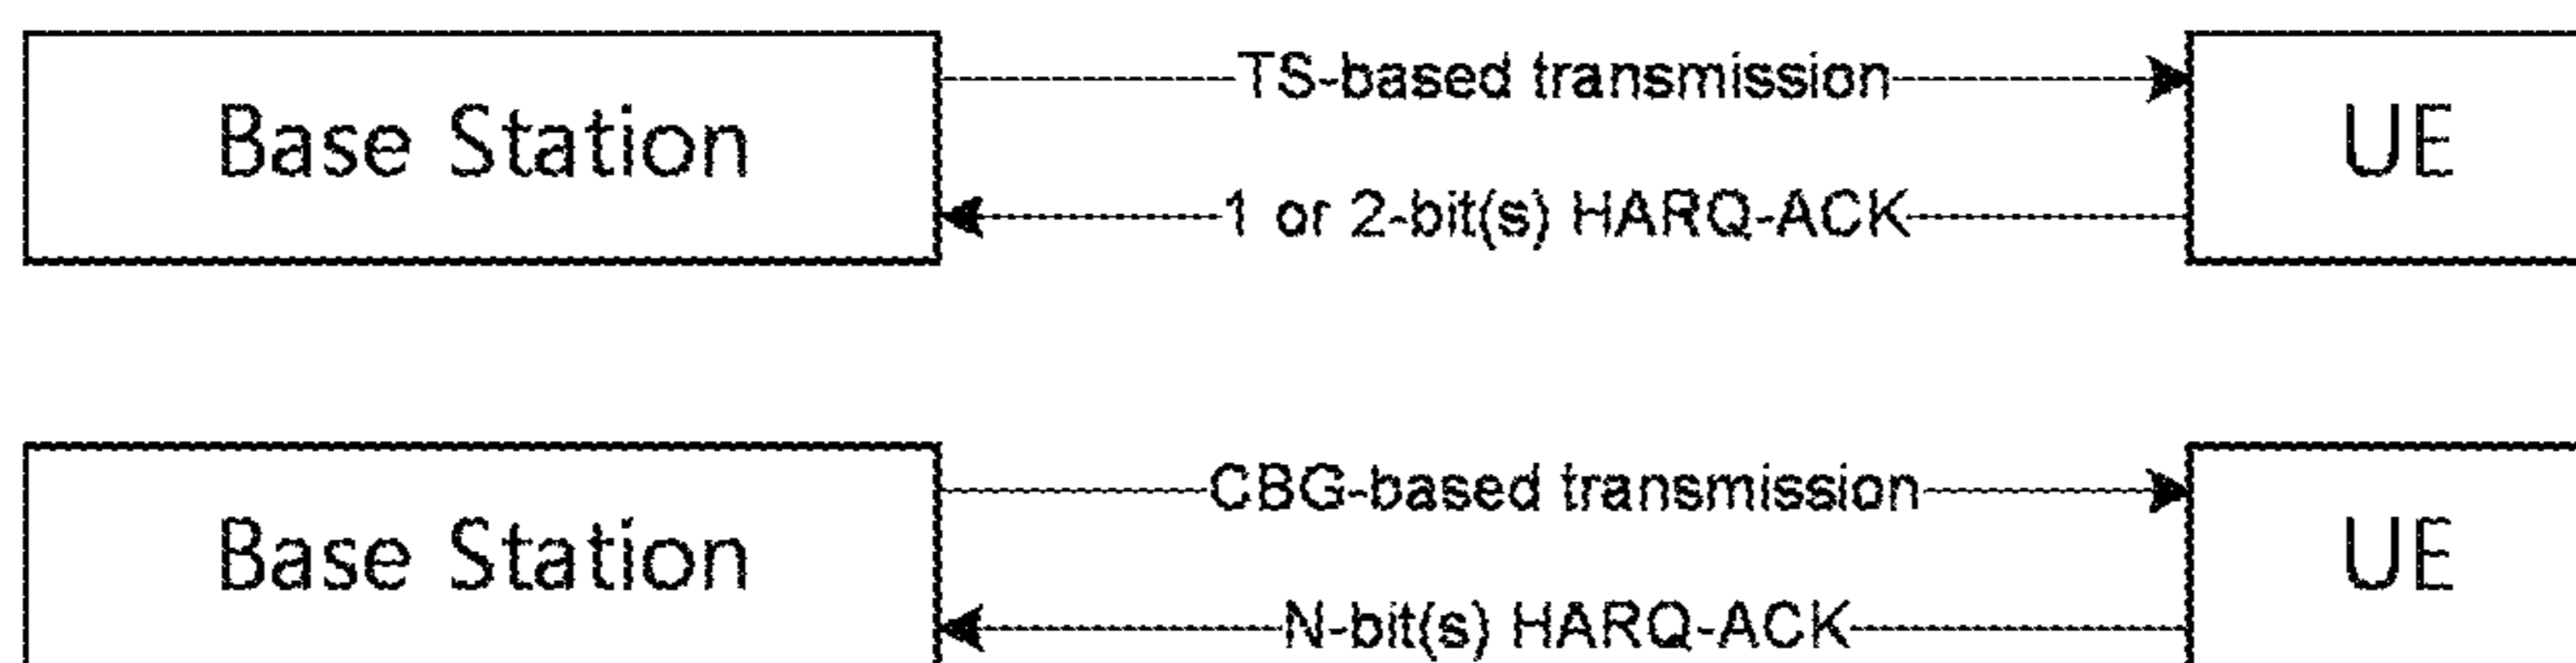 Base Station
TS-based transmission
1 or 2-bit(s) HARQ-ACK
UE
Base Station
CBG-based transmission
N-bit(s) HARQ-ACK
UE